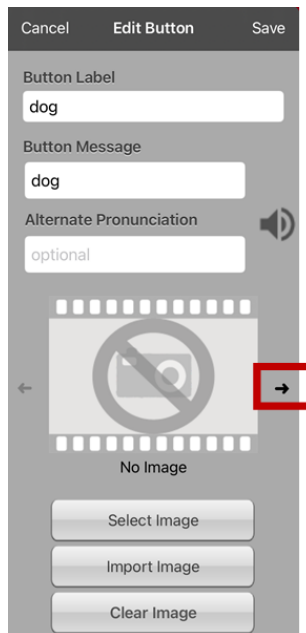 Cancel Edit Button Save
Button Label
dog
Button Message
dog
Alternate Pronunciation
optional
No Image
Select Image
Import Image
Clear Image